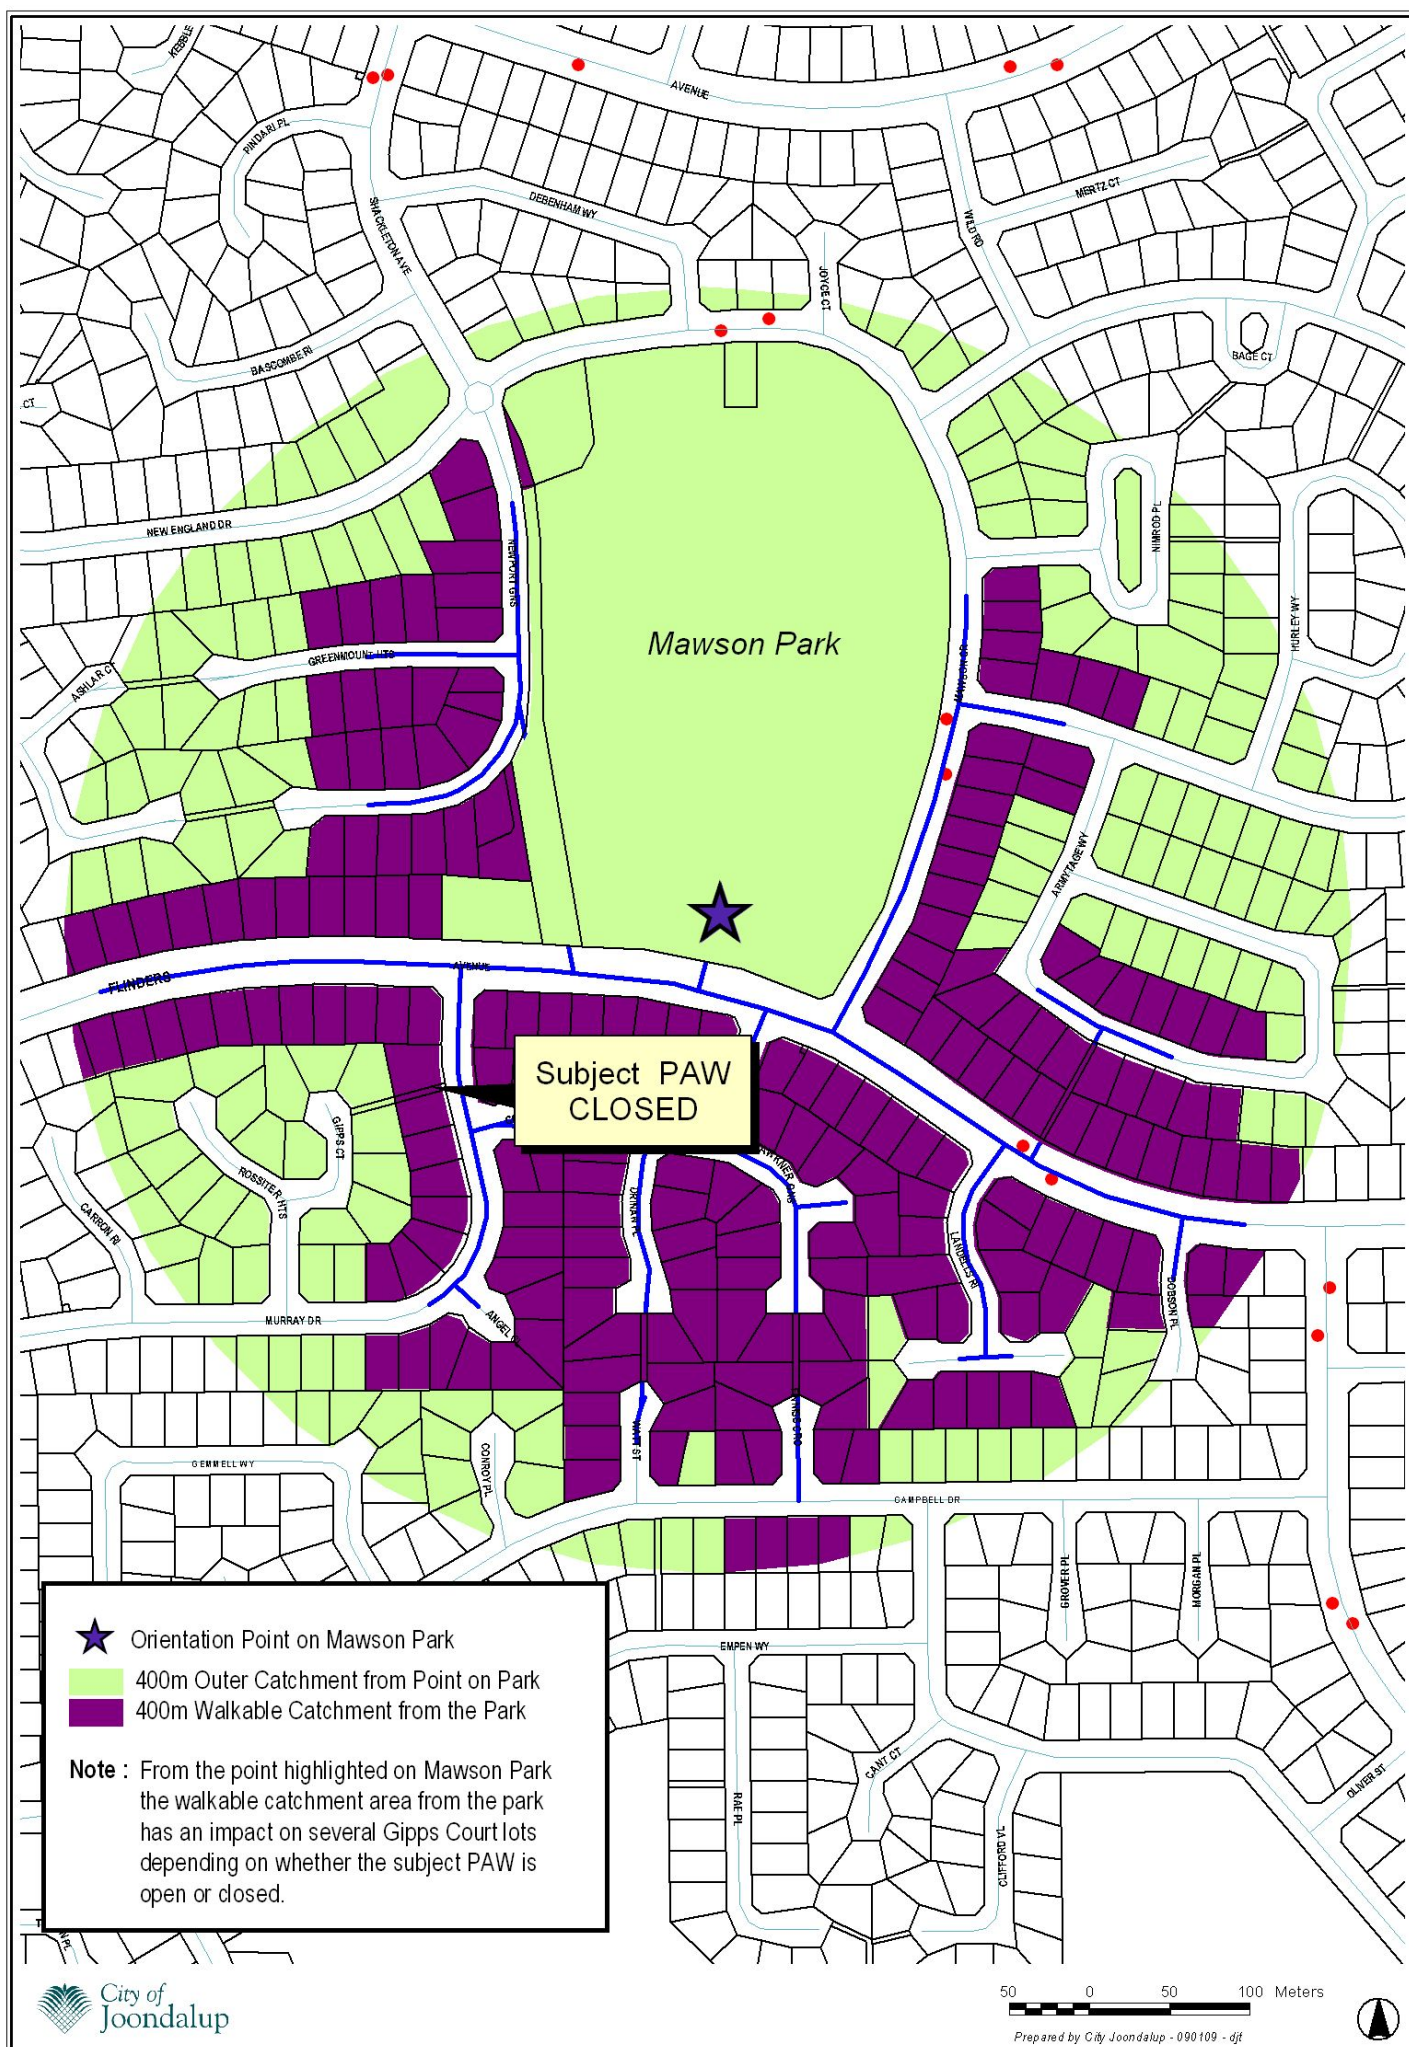 KEBBLE
AVENUE
PINDARI PL
SHACKLETON AVE
DEBENHAM WY
JOYCE CT
WILD RD
MERTZ CT
BASCOMBE RI
BAGE CT
CT
NEW ENGLAND DR
NEWPORT GNS
NIMROD PL
HURLEY WY
Mawson Park
GREENMOUNT HTS
ASHLAR C
MAWSON CR
ARMYTAGE WY
FLINDERS
AVENUE
Subject PAW
CLOSED
GIPPS CT
ROSSITER HTS
CARRON RI
MURRAY DR
ANGEL
LANDELLS RI
DOBSON PL
WATT ST
CONROY PL
GEMMELL WY
CAMPBELL DR
GROVER PL
MORGAN PL
EMPEN WY
RAE PL
CANT CT
CLIFFORD VL
OLIVER ST
Orientation Point on Mawson Park
400m Outer Catchment from Point on Park
400m Walkable Catchment from the Park
Note : From the point highlighted on Mawson Park
the walkable catchment area from the park
has an impact on several Gipps Court lots
depending on whether the subject PAW is
open or closed.
City of
Joondalup
50 0 50 100 Meters
Prepared by City Joondalup - 090109 - djt